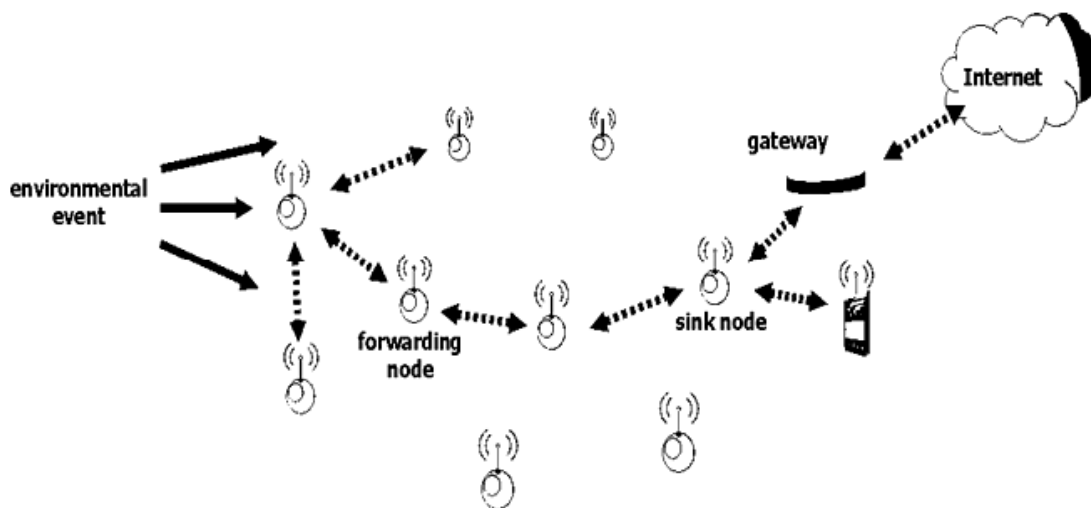 Internet
gateway
environmental
event
sink node
forwarding
node